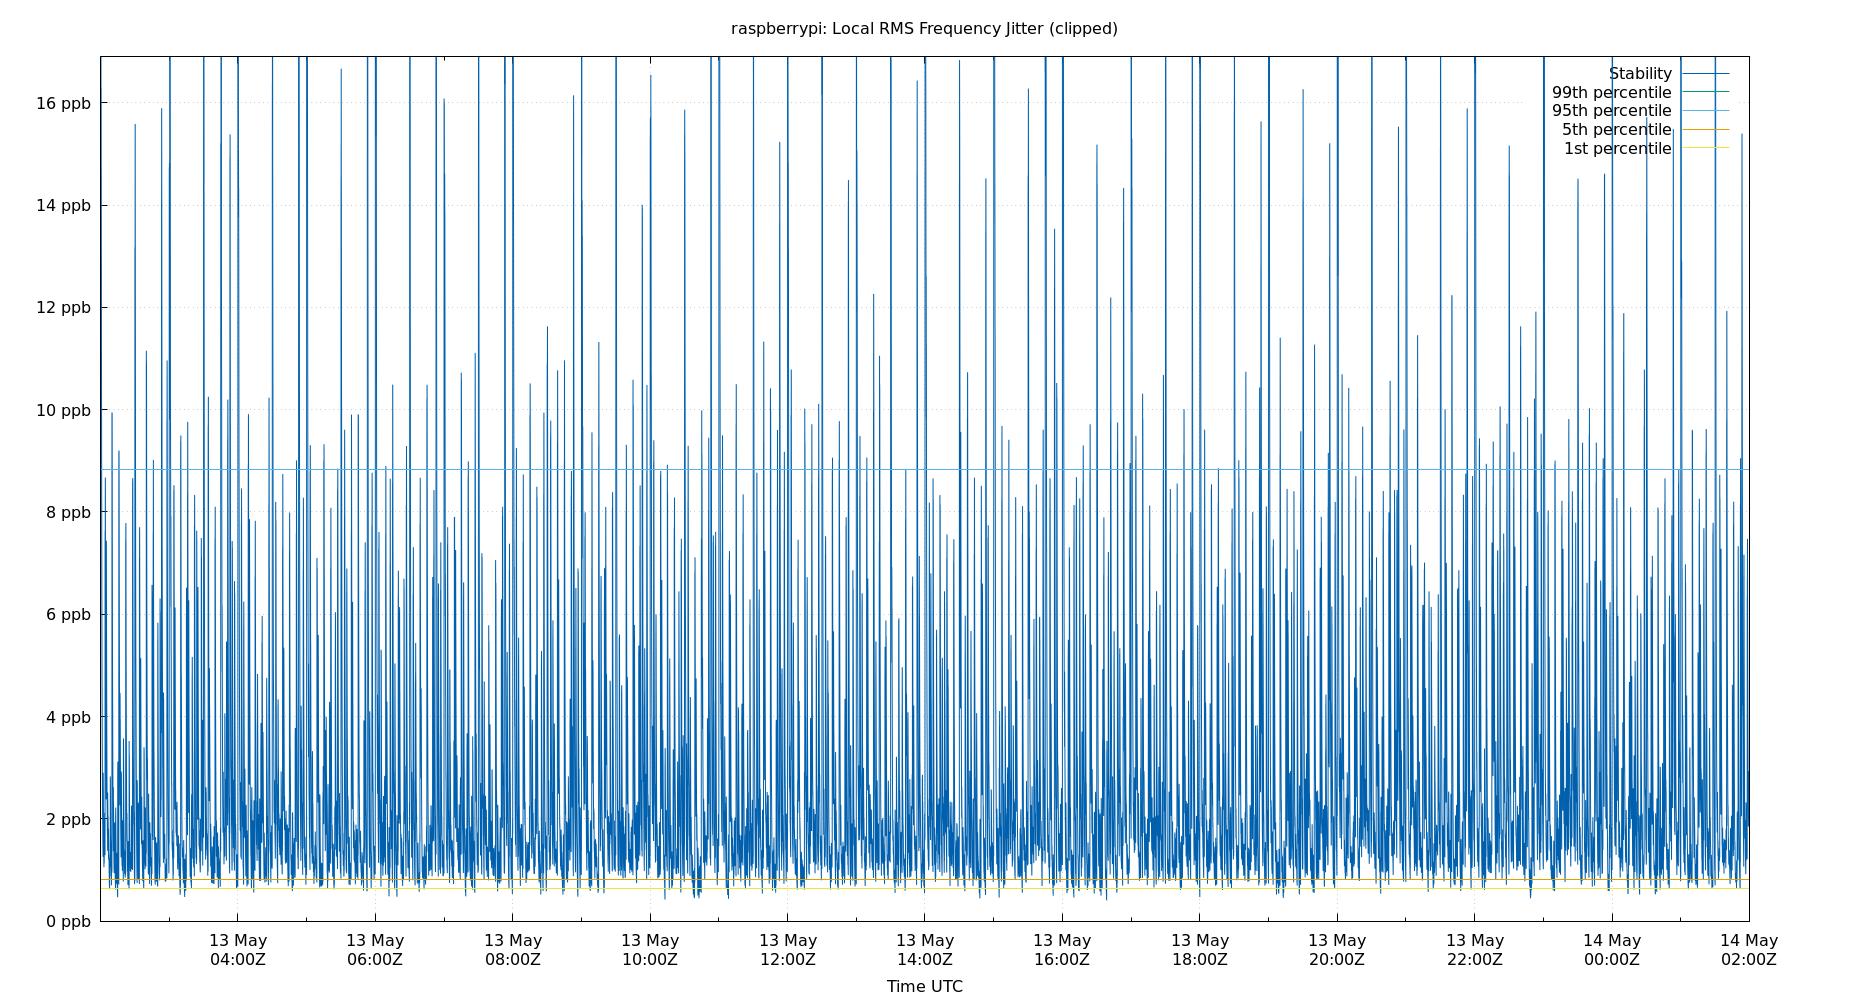 raspberrypi: Local RMS Frequency Jitter (clipped)
Stability
99th percentile
95th percentile
5th percentile
1st percentile
16 ppb
14 ppb
12 ppb
10 ppb
8 ppb
6 ppb
4 ppb
2 ppb
0 ppb
13 May 13 May 13 May 13 May 13 May 13 May 13 May 13 May 13 May 13 May 14 May 14 May
04:00Z 06:00Z 08:00Z 10:00Z 12:00Z 14:00Z 16:00Z 18:00Z 20:00Z 22:00Z 00:00Z 02:00Z
Time UTC